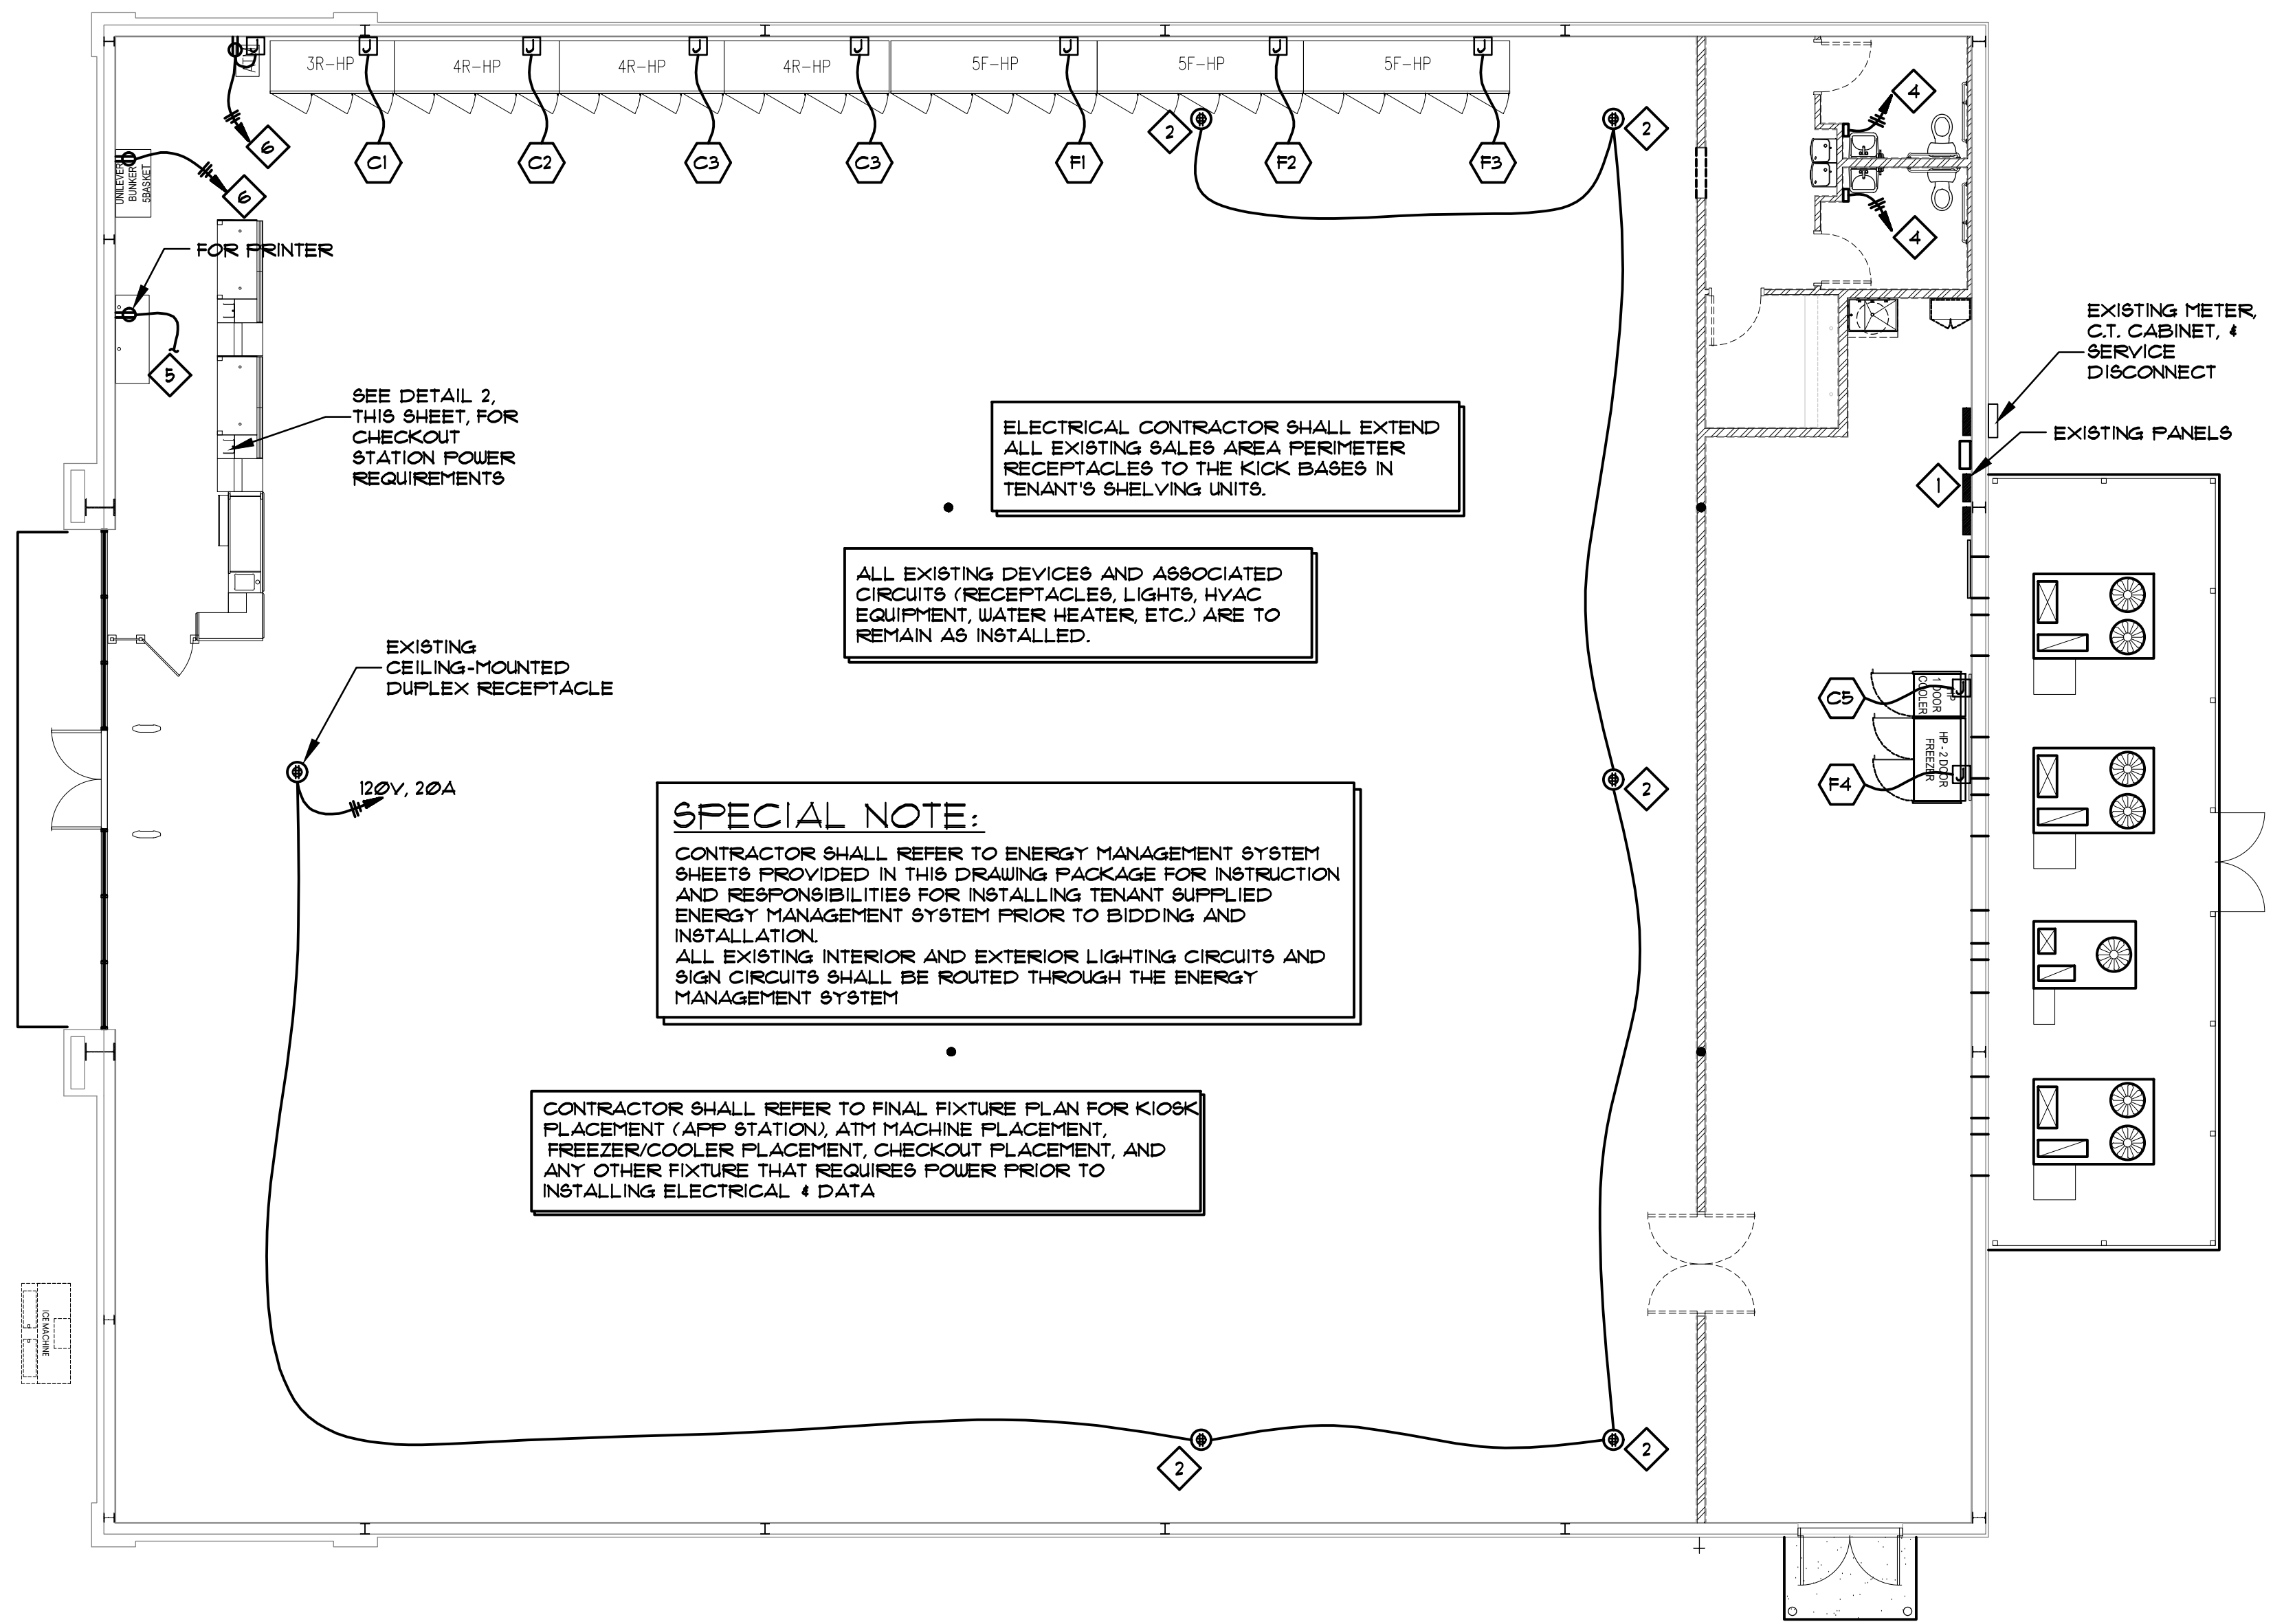 J
J
J
J
J
J
J
J
3R-HP
4R-HP
4R-HP
4R-HP
5F-HP
5F-HP
5F-HP
6
C1
C2
C3
C3
F1
2
F2
F3
2
4
4
UNILEVER
BUNKER
5BASKET
6
FOR PRINTER
5
SEE DETAIL 2,
THIS SHEET, FOR
CHECKOUT
STATION POWER
REQUIREMENTS
ELECTRICAL CONTRACTOR SHALL EXTEND
ALL EXISTING SALES AREA PERIMETER
RECEPTACLES TO THE KICK BASES IN
TENANT'S SHELVING UNITS.
EXISTING METER,
C.T. CABINET, &
SERVICE
DISCONNECT
EXISTING PANELS
1
ALL EXISTING DEVICES AND ASSOCIATED
CIRCUITS (RECEPTACLES, LIGHTS, HVAC
EQUIPMENT, WATER HEATER, ETC.) ARE TO
REMAIN AS INSTALLED.
EXISTING
CEILING-MOUNTED
DUPLEX RECEPTACLE
120V, 20A
C5
J
HP
1 DOOR
COOLER
F4
J
HP - 2 DOOR
FREEZER
2
SPECIAL NOTE:
CONTRACTOR SHALL REFER TO ENERGY MANAGEMENT SYSTEM
SHEETS PROVIDED IN THIS DRAWING PACKAGE FOR INSTRUCTION
AND RESPONSIBILITIES FOR INSTALLING TENANT SUPPLIED
ENERGY MANAGEMENT SYSTEM PRIOR TO BIDDING AND
INSTALLATION.
ALL EXISTING INTERIOR AND EXTERIOR LIGHTING CIRCUITS AND
SIGN CIRCUITS SHALL BE ROUTED THROUGH THE ENERGY
MANAGEMENT SYSTEM
CONTRACTOR SHALL REFER TO FINAL FIXTURE PLAN FOR KIOSK
PLACEMENT (APP STATION), ATM MACHINE PLACEMENT,
FREEZER/COOLER PLACEMENT, CHECKOUT PLACEMENT, AND
ANY OTHER FIXTURE THAT REQUIRES POWER PRIOR TO
INSTALLING ELECTRICAL & DATA
ICE MACHINE
2
2